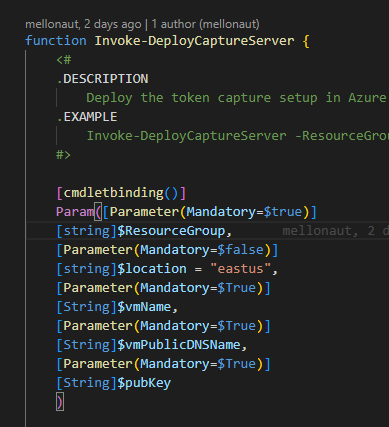 mellonaut, 2 days ago | 1 author (mellonaut)
function Invoke-DeployCaptureServer {
<#
.DESCRIPTION
Deploy the token capture setup in Azure
.EXAMPLE
Invoke-DeployCaptureServer -ResourceGrou
#>
[cmdletbinding()]
Param([Parameter(Mandatory=$true)]
[string]$ResourceGroup, mellonaut, 2 d
[Parameter(Mandatory=$false)]
[string]$location = "eastus",
[Parameter(Mandatory=$True)]
[String]$vmName,
[Parameter(Mandatory=$True)]
[String]$vmPublicDNSName,
[Parameter(Mandatory=$True)]
[String]$pubKey
)